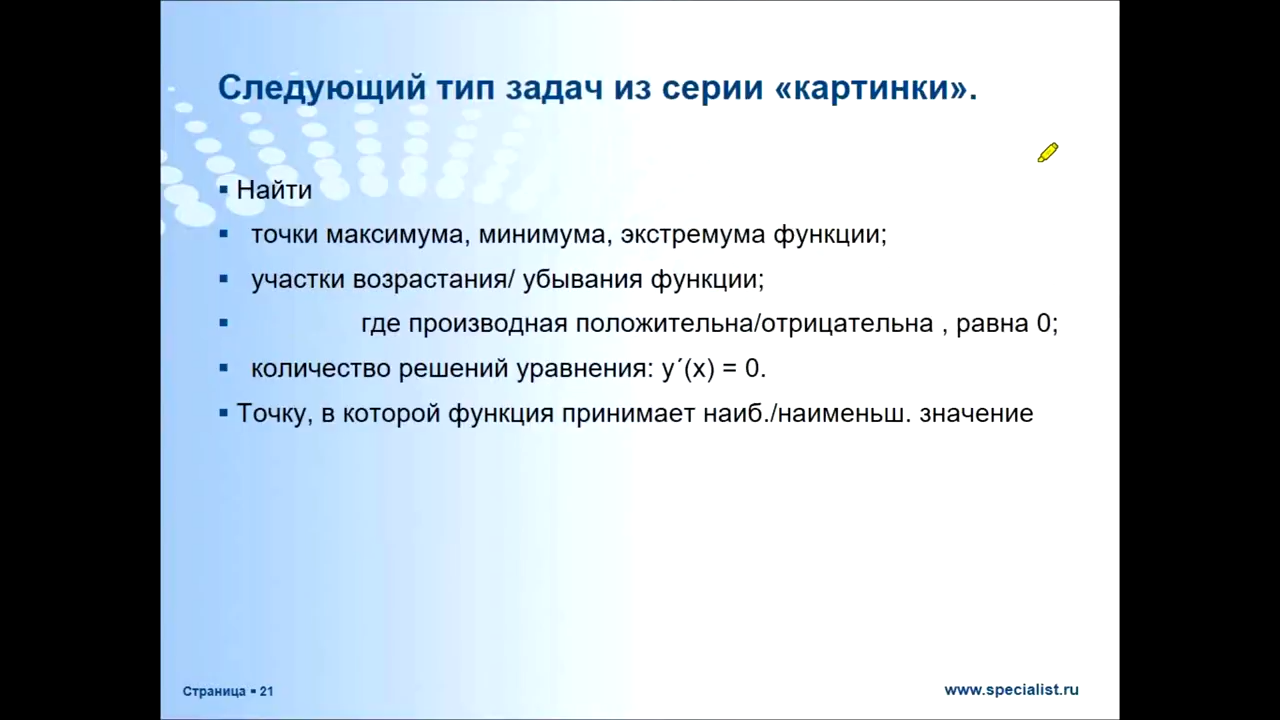 Следующий тип задач из серии «картинки».
▪ Найти
▪ точки максимума, минимума, экстремума функции;
▪ участки возрастания/ убывания функции;
▪ где производная положительна/отрицательна , равна 0;
▪ количество решений уравнения: y´(x) = 0.
▪ Точку, в которой функция принимает наиб./наименьш. значение
Страница ▪ 21
www.specialist.ru